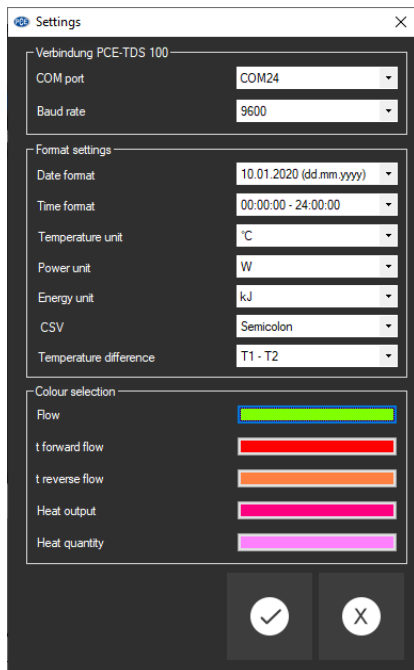 PCE Settings
Verbindung PCE-TDS 100
COM port COM24
Baud rate 9600
Format settings
Date format 10.01.2020 (dd.mm.yyyy)
Time format 00:00:00 - 24:00:00
Temperature unit °C
Power unit W
Energy unit kJ
CSV Semicolon
Temperature difference T1 - T2
Colour selection
Flow
t forward flow
t reverse flow
Heat output
Heat quantity
X